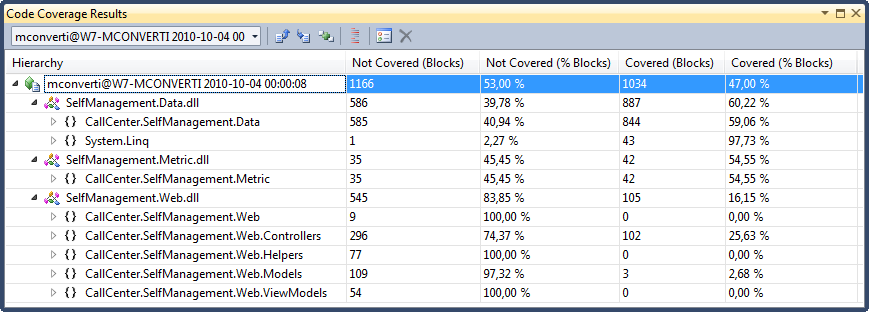 Code Coverage Results
mconverti@W7-MCONVERTI 2010-10-04 00
Hierarchy Not Covered (Blocks) Not Covered (% Blocks) Covered (Blocks) Covered (% Blocks)
mconverti@W7-MCONVERTI 2010-10-04 00:00:08 1166 53,00 % 1034 47,00 %
SelfManagement.Data.dll 586 39,78 % 887 60,22 %
{} CallCenter.SelfManagement.Data 585 40,94 % 844 59,06 %
{} System.Linq 1 2,27 % 43 97,73 %
SelfManagement.Metric.dll 35 45,45 % 42 54,55 %
{} CallCenter.SelfManagement.Metric 35 45,45 % 42 54,55 %
SelfManagement.Web.dll 545 83,85 % 105 16,15 %
{} CallCenter.SelfManagement.Web 9 100,00 % 0 0,00 %
{} CallCenter.SelfManagement.Web.Controllers 296 74,37 % 102 25,63 %
{} CallCenter.SelfManagement.Web.Helpers 77 100,00 % 0 0,00 %
{} CallCenter.SelfManagement.Web.Models 109 97,32 % 3 2,68 %
{} CallCenter.SelfManagement.Web.ViewModels 54 100,00 % 0 0,00 %